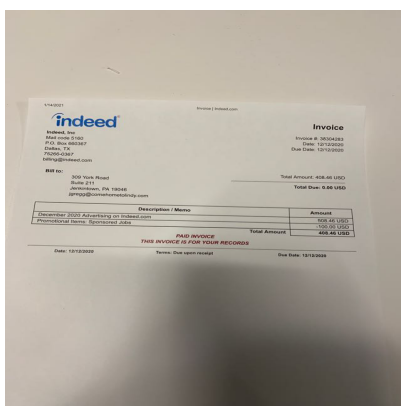 1/14/2021 Invoice | Indeed.com
indeed
Invoice
Indeed, Inc
Mail code 5160
P.O. Box 660367
Dallas, TX
75266-0367
billing@indeed.com
Invoice #: 38304283
Date: 12/12/2020
Due Date: 12/12/2020
Bill to:
309 York Road
Suite 211
Jenkintown, PA 19046
jgregg@comehometolindy.com
Total Amount: 408.46 USD
Total Due: 0.00 USD
Description / Memo Amount
December 2020 Advertising on Indeed.com 508.46 USD
Promotional Items Sponsored Jobs -100.00 USD
Total Amount 408.46 USD
PAID INVOICE
THIS INVOICE IS FOR YOUR RECORDS
Date: 12/12/2020 Terms: Due upon receipt Due Date: 12/12/2020